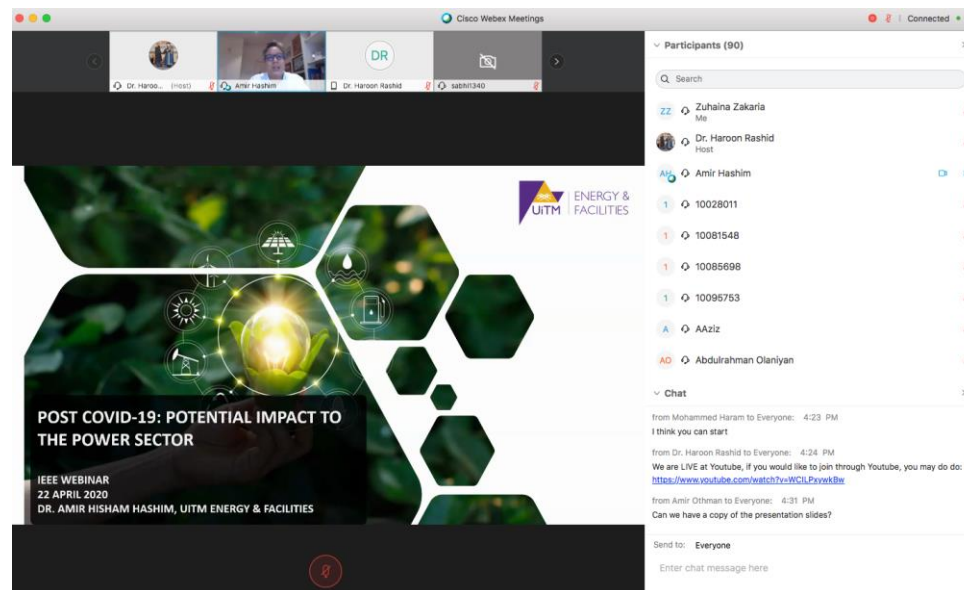 Cisco Webex Meetings
Connected
DR
Dr. Haroo... (host)
Amir Hashim
Dr. Haroon Rashid
sabhi1340
UiTM
ENERGY &
FACILITIES
POST COVID-19: POTENTIAL IMPACT TO
THE POWER SECTOR
IEEE WEBINAR
22 APRIL 2020
DR. AMIR HISHAM HASHIM, UITM ENERGY & FACILITIES
Participants (90)
Search
ZZ Zuhaina Zakaria
Me
Dr. Haroon Rashid
Host
AH Amir Hashim
1 10028011
1 10081548
1 10085698
1 10095753
A AAziz
AO Abdulrahman Olaniyan
Chat
from Mohammed Haram to Everyone: 4:23 PM
I think you can start
from Dr. Haroon Rashid to Everyone: 4:24 PM
We are LIVE at Youtube, if you would like to join through Youtube, you may do do:
https://www.youtube.com/watch?v=WCILPxywkBw
from Amir Othman to Everyone: 4:31 PM
Can we have a copy of the presentation slides?
Send to: Everyone
Enter chat message here